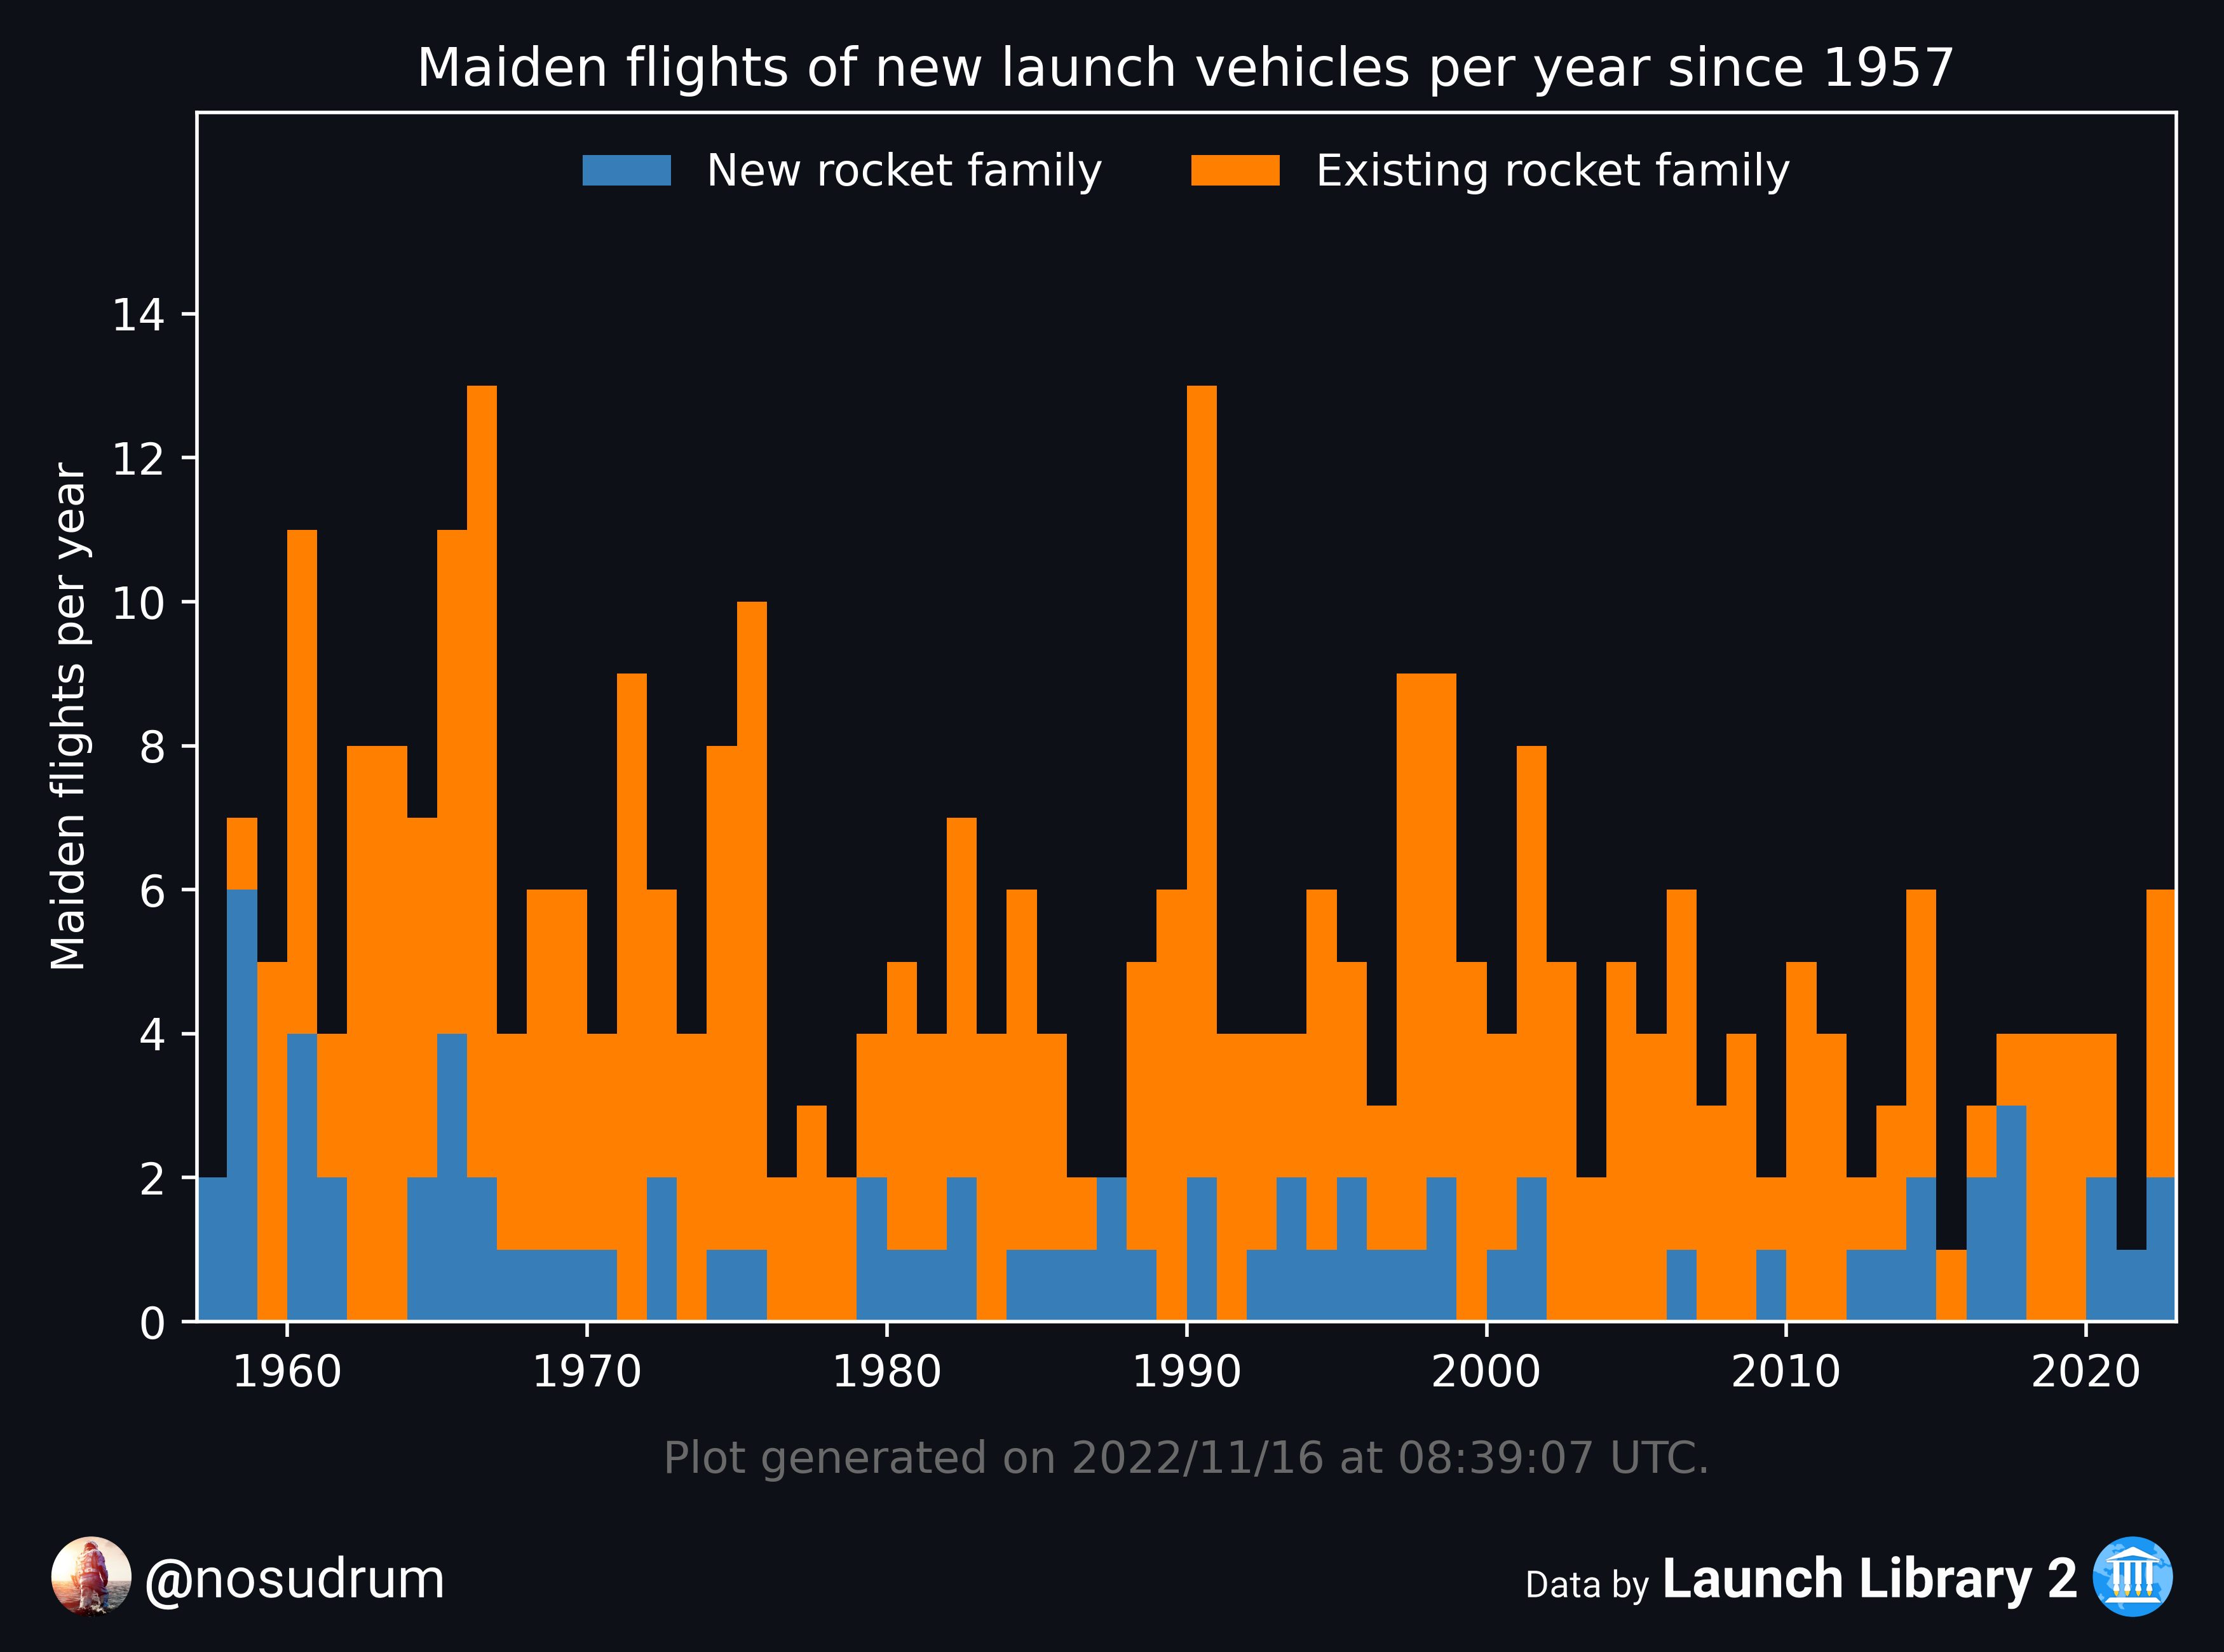 Maiden flights of new launch vehicles per year since 1957
New rocket family
Existing rocket family
Maiden flights per year
14
12
10
8
6
4
2
0
1960 1970 1980 1990 2000 2010 2020
Plot generated on 2022/11/16 at 08:39:07 UTC.
@nosudrum
Data by Launch Library 2